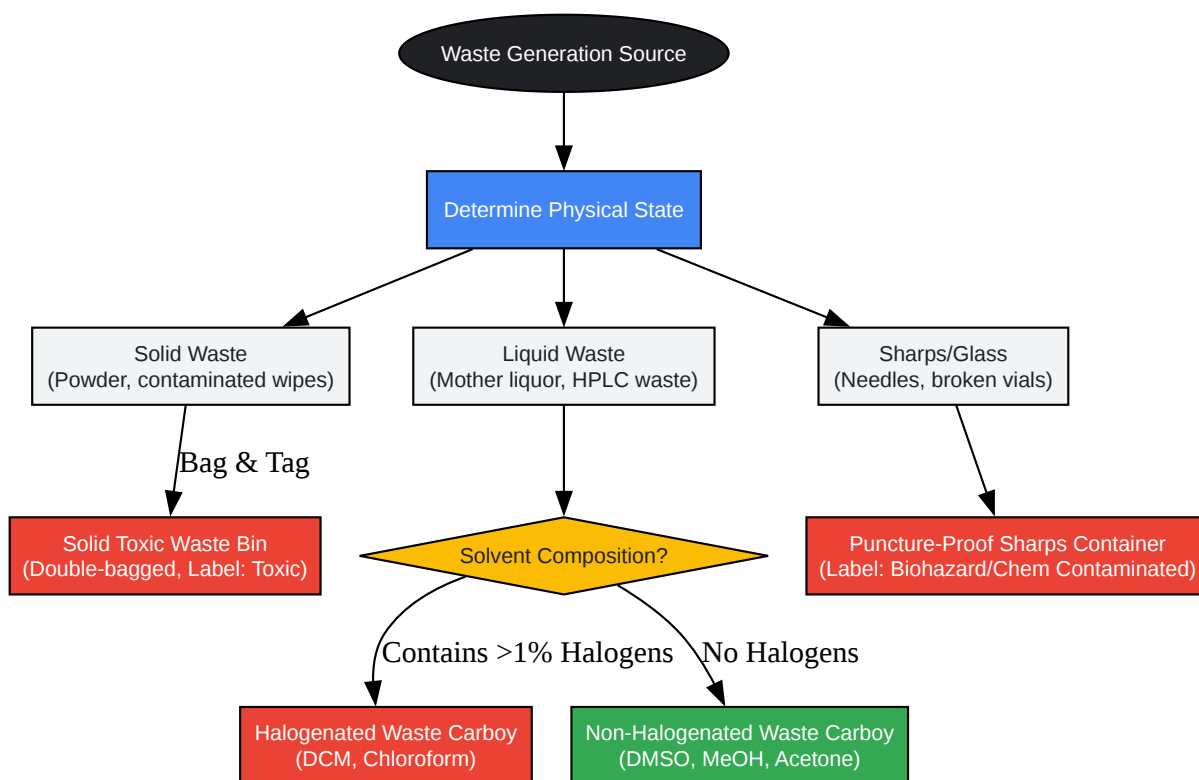 Waste Generation Source
Determine Physical State
Solid Waste
(Powder, contaminated wipes)
Liquid Waste
(Mother liquor, HPLC waste)
Sharps/Glass
(Needles, broken vials)
Bag & Tag
Solid Toxic Waste Bin
(Double-bagged, Label: Toxic)
Solvent Composition?
Puncture-Proof Sharps Container
(Label: Biohazard/Chem Contaminated)
Contains >1% Halogens
No Halogens
Halogenated Waste Carboy
(DCM, Chloroform)
Non-Halogenated Waste Carboy
(DMSO, MeOH, Acetone)